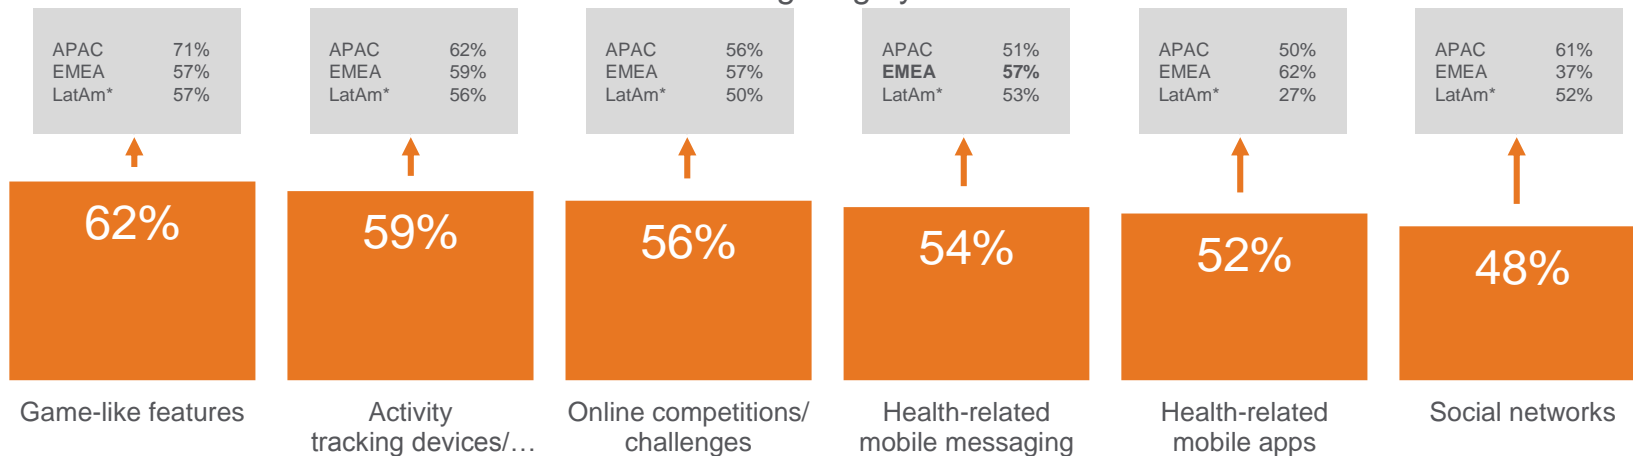 APAC 71%
EMEA 57%
LatAm* 57%
APAC 62%
EMEA 59%
LatAm* 56%
APAC 56%
EMEA 57%
LatAm* 50%
APAC 51%
EMEA 57%
LatAm* 53%
APAC 50%
EMEA 62%
LatAm* 27%
APAC 61%
EMEA 37%
LatAm* 52%
62%
59%
56%
54%
52%
48%
Game-like features
Activity
tracking devices/…
Online competitions/
challenges
Health-related
mobile messaging
Health-related
mobile apps
Social networks